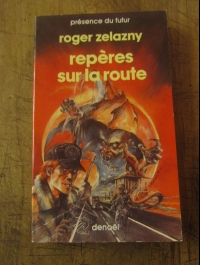 présence du futur
roger zelazny
repères
sur la route
denoël